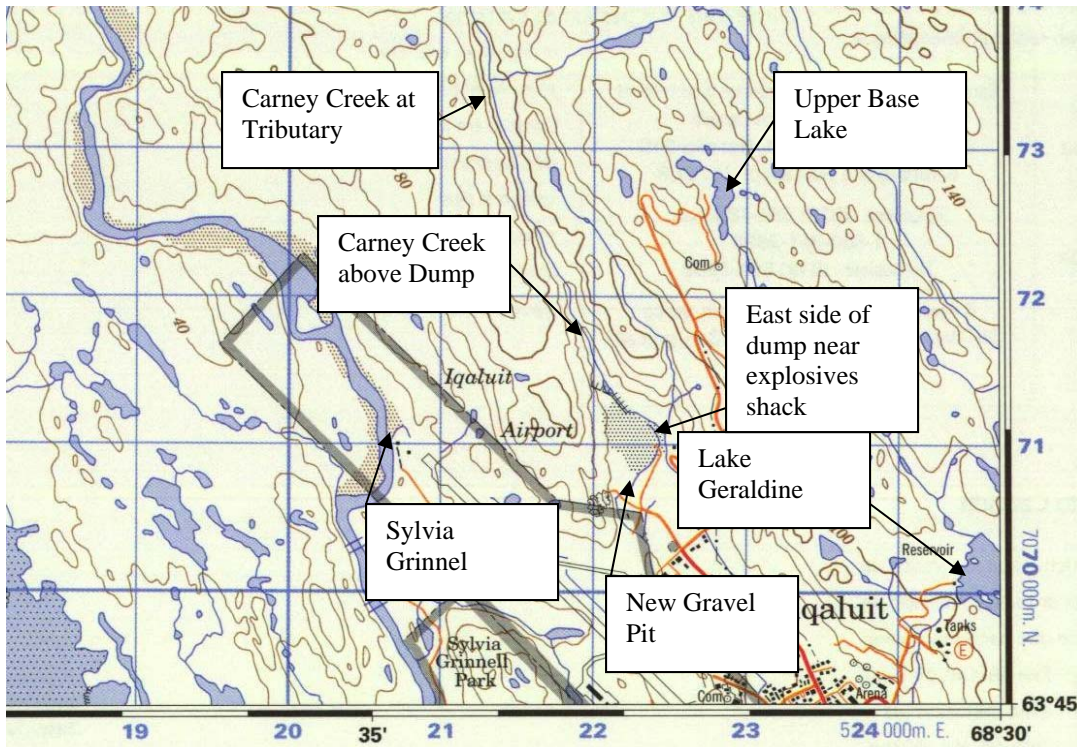 74
Carney Creek at
Tributary
Upper Base
Lake
80
73
140
Carney Creek
above Dump
Com
72
40
East side of
dump near
explosives
shack
Iqaluit
Airport
71
Lake
Geraldine
Sylvia
Grinnel
100
Reservoir
7070 000m. N.
New Gravel
Pit
qaluit
Tanks
E
Sylvia
Grinnell
Park
Com
Arena
63°45
19
20
35'
21
22
23
524 000m. E.
68°30'